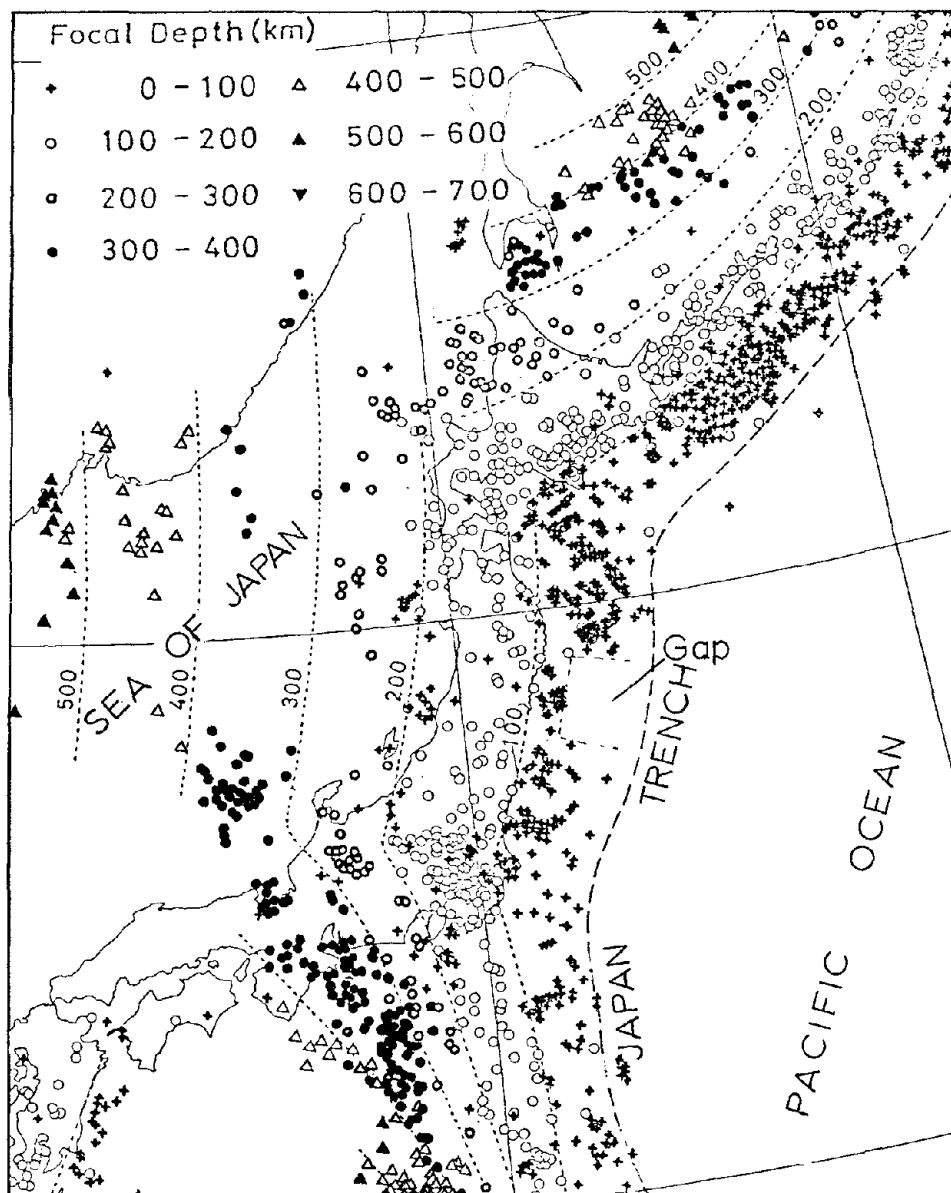 Focal Depth (km)
+ 0 - 100
○ 100 - 200
○ 200 - 300
● 300 - 400
△ 400 - 500
▲ 500 - 600
▼ 600 - 700
500
400
300
200
SEA OF JAPAN
500
400
300
200
100
Gap
JAPAN TRENCH
PACIFIC OCEAN